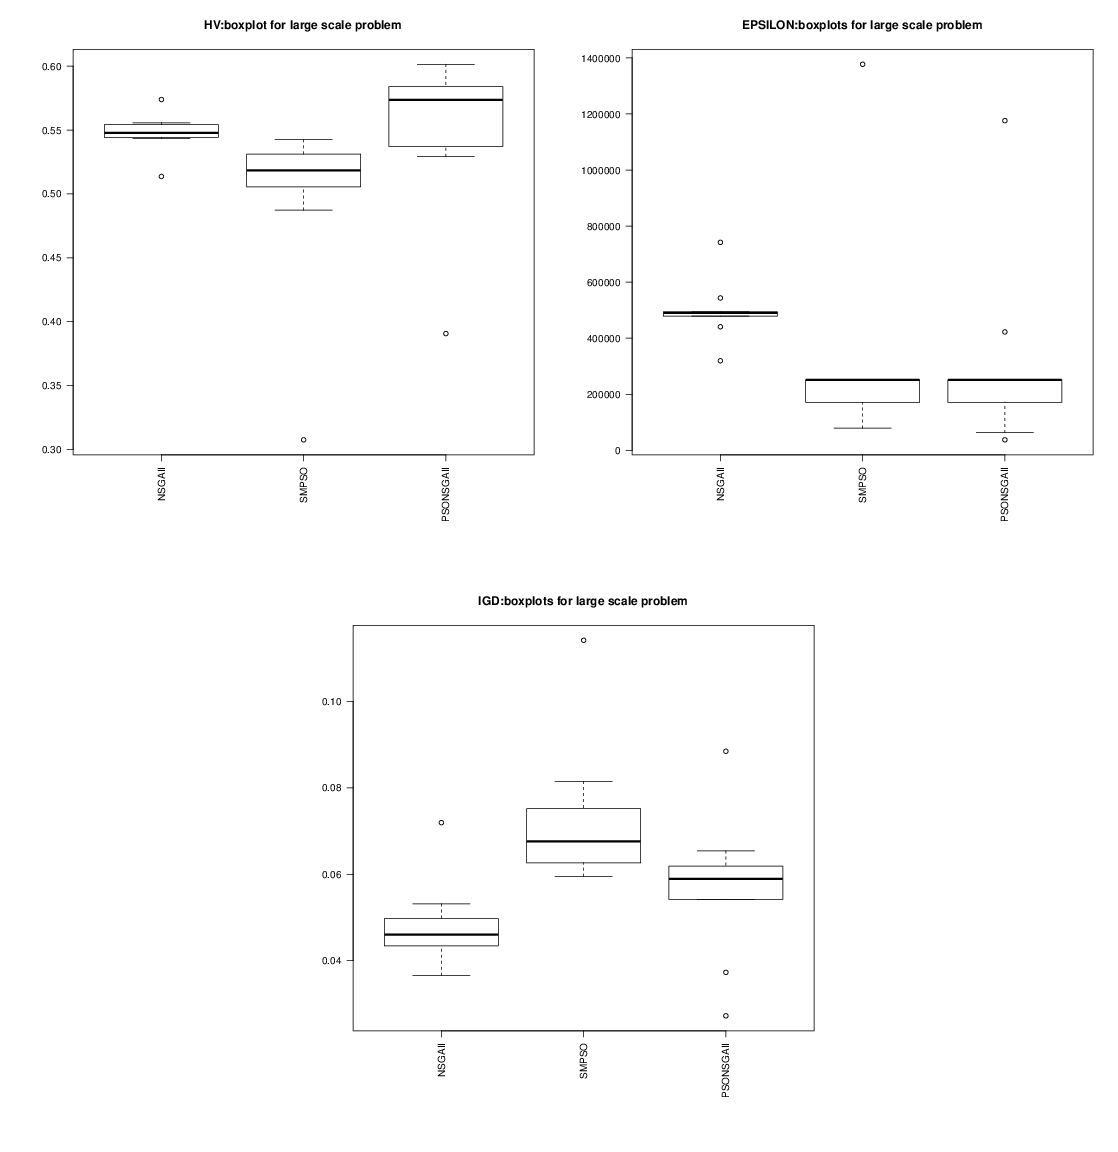 HV:boxplot for large scale problem
0.60
0.55
0.50
0.45
0.40
0.35
0.30
NSGAII
SMPSO
PSONSGAII
EPSILON:boxplots for large scale problem
1400000
1200000
1000000
800000
600000
400000
200000
0
NSGAII
SMPSO
PSONSGAII
IGD:boxplots for large scale problem
0.10
0.08
0.06
0.04
NSGAII
SMPSO
PSONSGAII